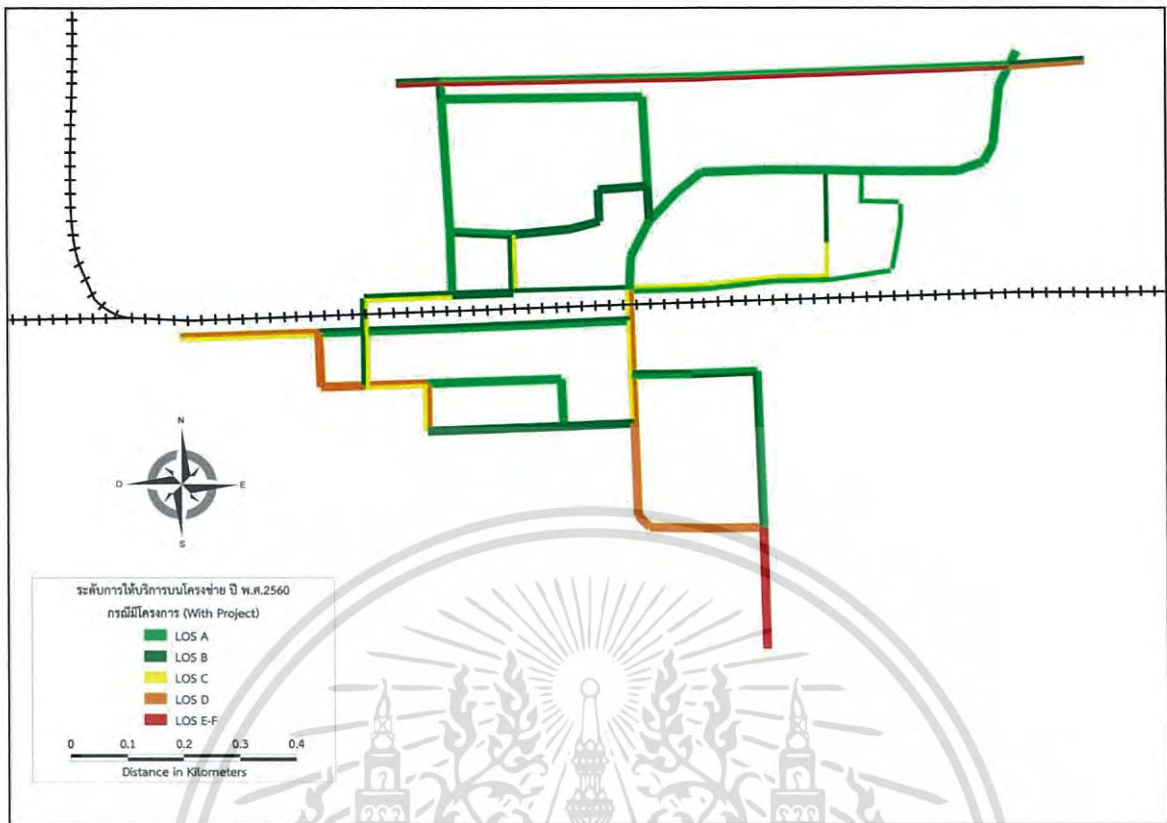 N
D E
S
ระดับการให้บริการบนโครงข่าย ปี พ.ศ.2560
กรณีมีโครงการ (With Project)
LOS A
LOS B
LOS C
LOS D
LOS E-F
0 0.1 0.2 0.3 0.4
Distance in Kilometers